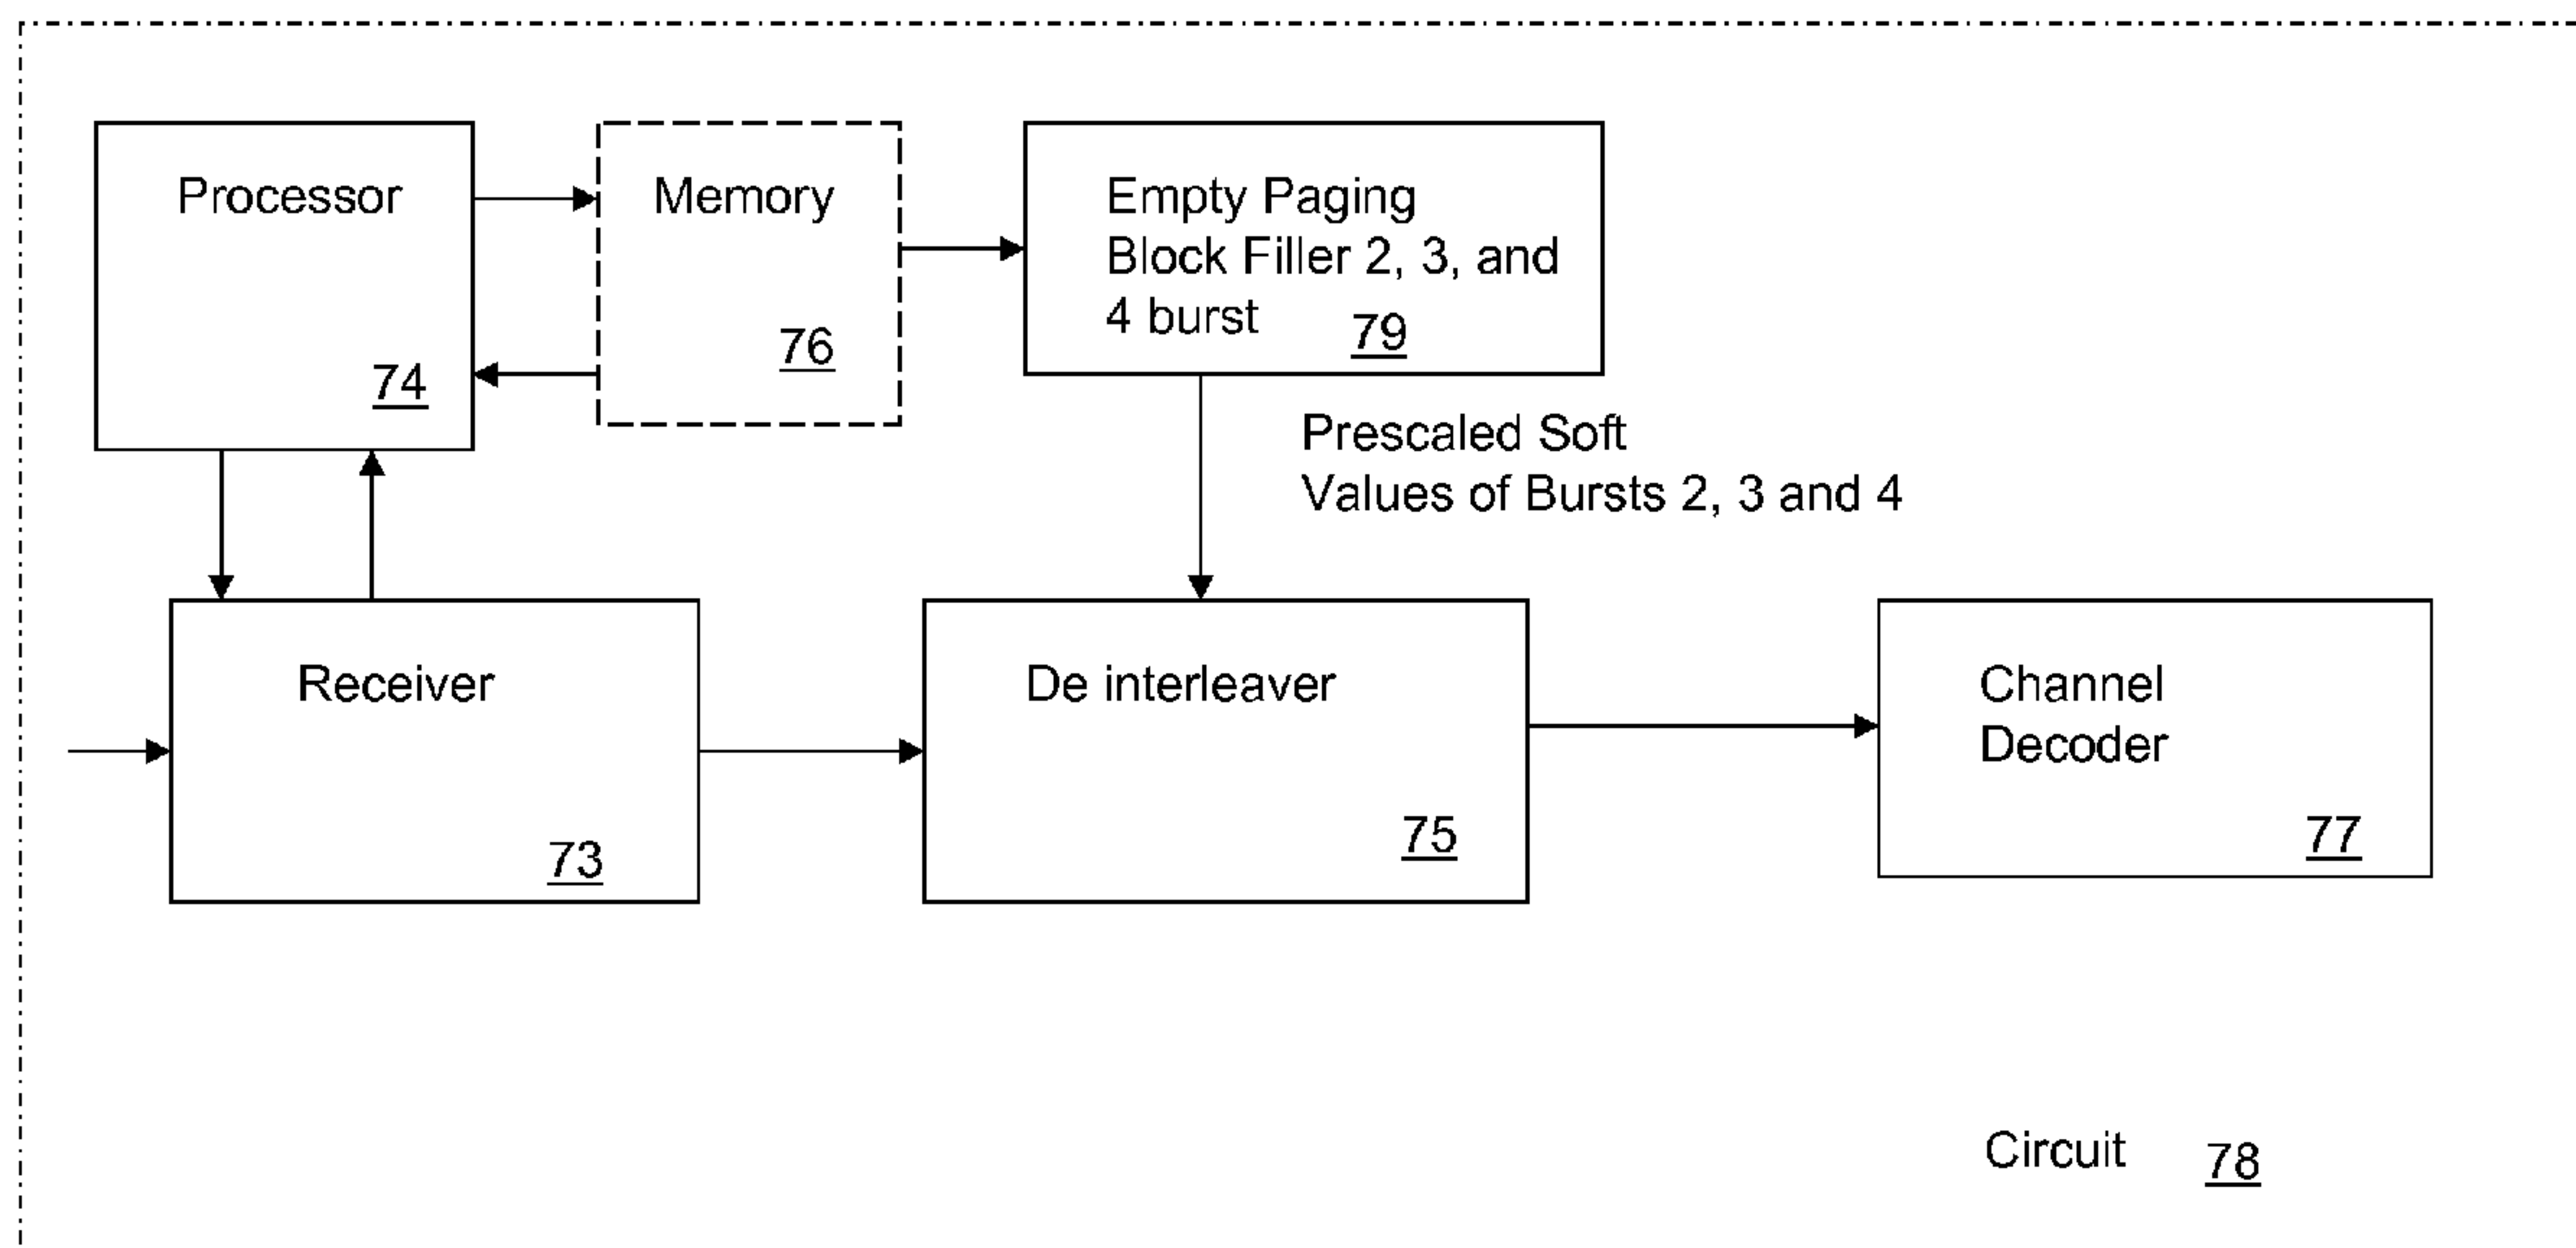 Processor
74
Memory
76
Empty Paging
Block Filler 2, 3, and
4 burst
79
Prescaled Soft
Values of Bursts 2, 3 and 4
Receiver
73
De interleaver
75
Channel
Decoder
77
Circuit 78